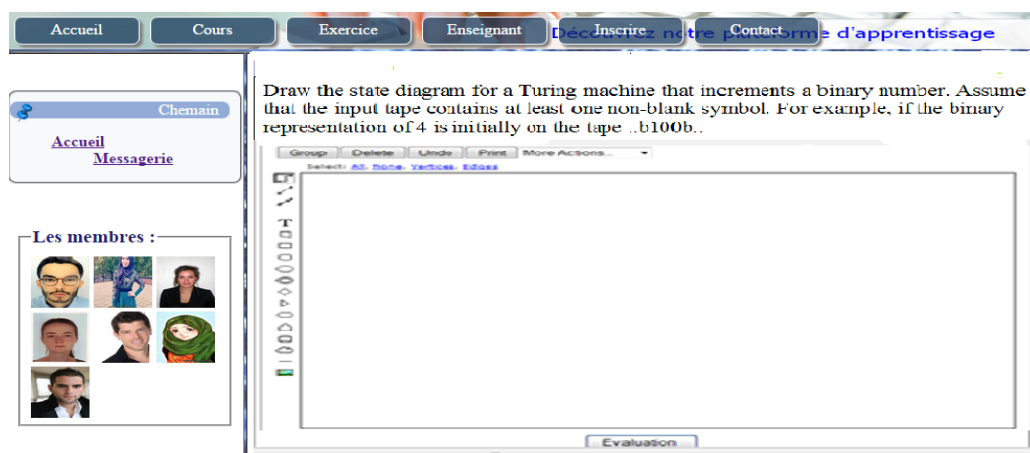 Accueil
Cours
Exercice
Enseignant
Inscrire
Contact
Découvrez notre plateforme d'apprentissage
Chemain
Accueil
Messagerie
Les membres :
Draw the state diagram for a Turing machine that increments a binary number. Assume
that the input tape contains at least one non-blank symbol. For example, if the binary
representation of 4 is initially on the tape ..b100b..
Group Delete Undo Print More Actions...
Select: All, None, Vertices, Edges
T
Evaluation